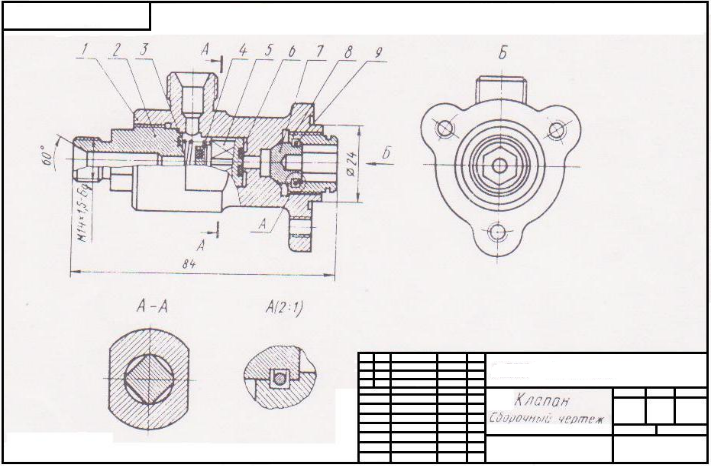 1 2 3 А 4 5 6 7 8 9 Б
60°
М14×1,5-6g
⌀24
Б
А
А
84
А-А
А(2:1)
Клапан
Сборочный чертеж